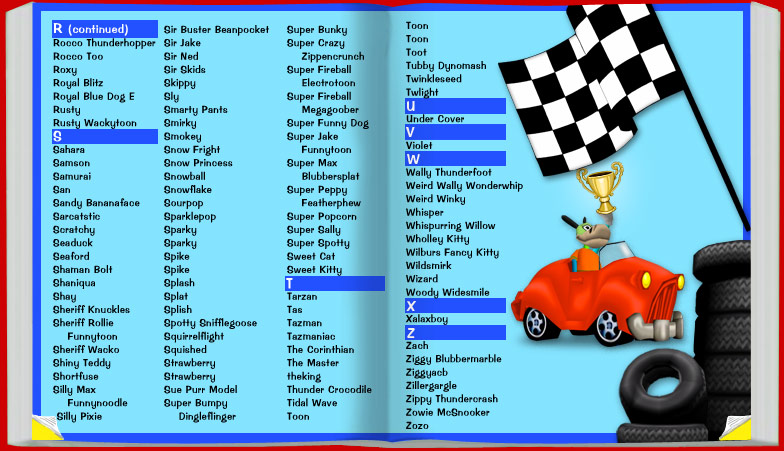 R (continued)
Rocco Thunderhopper
Rocco Too
Roxy
Royal Blitz
Royal Blue Dog E
Rusty
Rusty Wackytoon
S
Sahara
Samson
Samurai
San
Sandy Bananaface
Sarcatstic
Scratchy
Seaduck
Seaford
Shaman Bolt
Shaniqua
Shay
Sheriff Knuckles
Sheriff Rollie
Funnytoon
Sheriff Wacko
Shiny Teddy
Shortfuse
Silly Max
Funnynoodle
Silly Pixie
Sir Buster Beanpocket
Sir Jake
Sir Ned
Sir Skids
Skippy
Sly
Smarty Pants
Smirky
Smokey
Snow Fright
Snow Princess
Snowball
Snowflake
Sourpop
Sparklepop
Sparky
Sparky
Spike
Spike
Splash
Splat
Splish
Spotty Snifflegoose
Squirrelflight
Squished
Strawberry
Strawberry
Sue Purr Model
Super Bumpy
Dingleflinger
Super Bunky
Super Crazy
Zippencrunch
Super Fireball
Electrotoon
Super Fireball
Megagoober
Super Funny Dog
Super Jake
Funnytoon
Super Max
Blubbersplat
Super Peppy
Featherphew
Super Popcorn
Super Sally
Super Spotty
Sweet Cat
Sweet Kitty
T
Tarzan
Tas
Tazman
Tazmaniac
The Corinthian
The Master
theking
Thunder Crocodile
Tidal Wave
Toon
Toon
Toon
Toot
Tubby Dynomash
Twinkleseed
Twlight
U
Under Cover
V
Violet
W
Wally Thunderfoot
Weird Wally Wonderwhip
Weird Winky
Whisper
Whispurring Willow
Wholley Kitty
Wilburs Fancy Kitty
Wildsmirk
Wizard
Woody Widesmile
X
Xalaxboy
Z
Zach
Ziggy Blubbermarble
Ziggyacb
Zillergargle
Zippy Thundercrash
Zowie McSnooker
Zozo